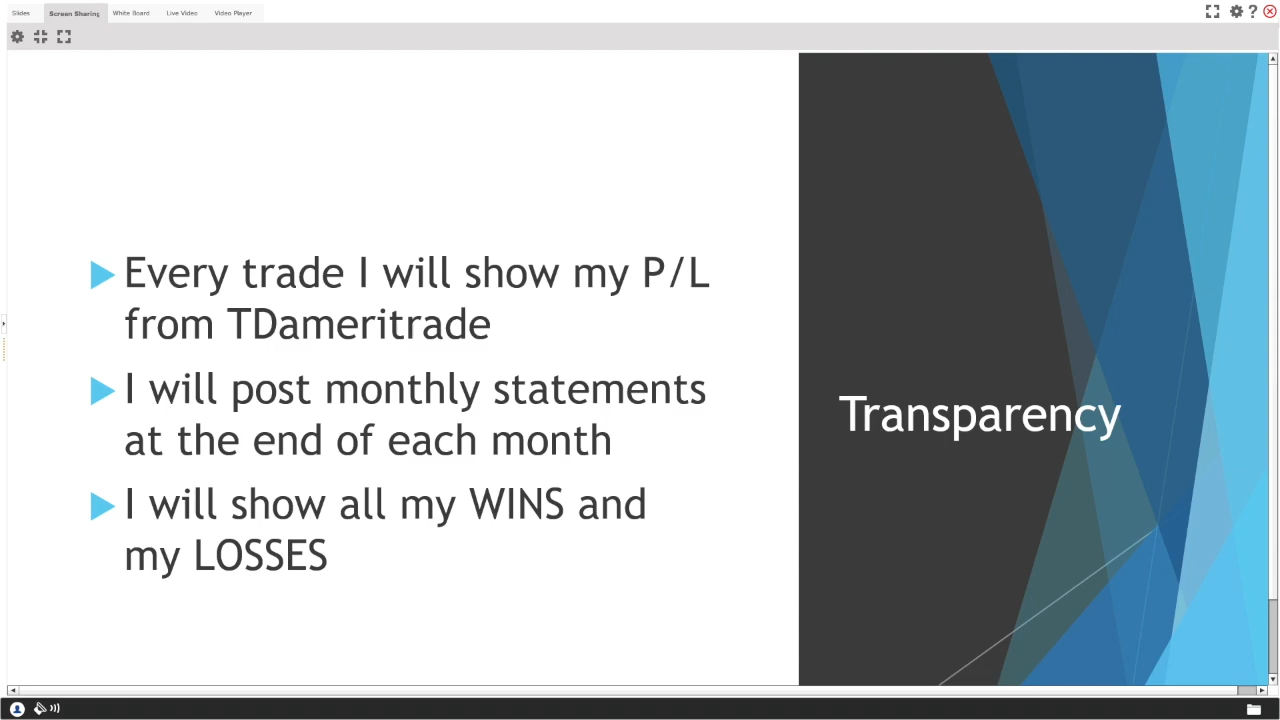 Slides Screen Sharing White Board Live Video Video Player
Every trade I will show my P/L
from TDameritrade
I will post monthly statements
at the end of each month
I will show all my WINS and
my LOSSES
Transparency